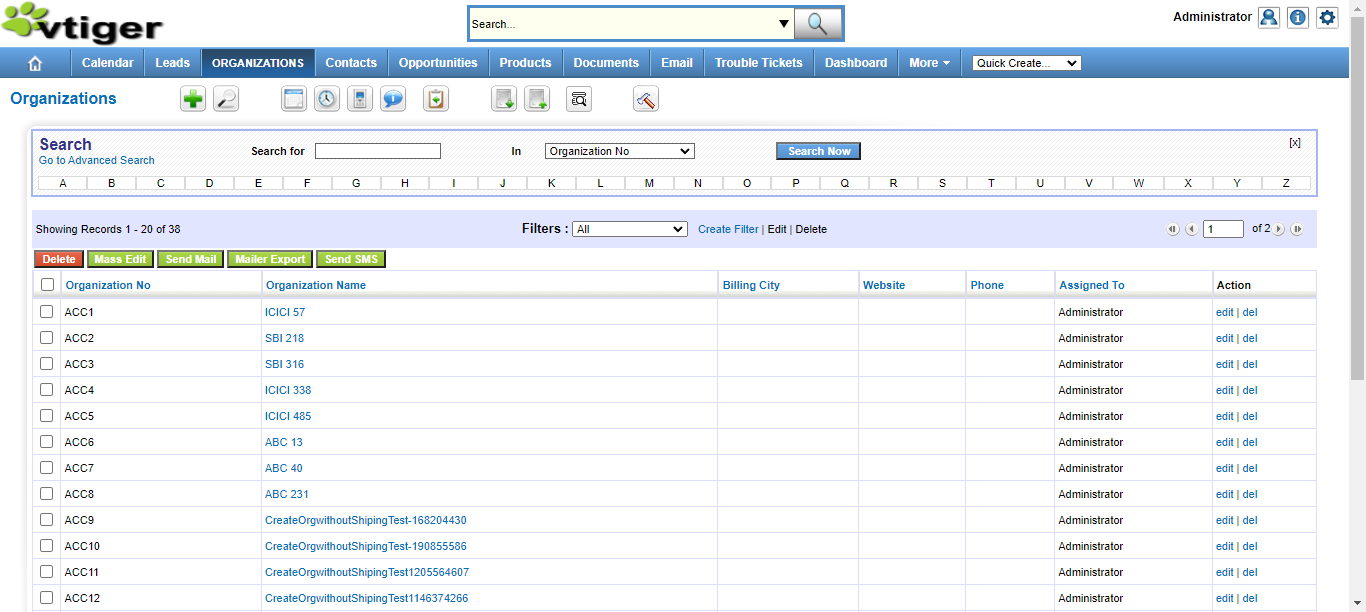 vtiger
Search...
Administrator
Calendar Leads ORGANIZATIONS Contacts Opportunities Products Documents Email Trouble Tickets Dashboard More Quick Create...
Organizations
Search
Go to Advanced Search
Search for In Organization No Search Now [x]
A B C D E F G H I J K L M N O P Q R S T U V W X Y Z
Showing Records 1 - 20 of 38 Filters : All Create Filter | Edit | Delete 1 of 2
Delete Mass Edit Send Mail Mailer Export Send SMS
Organization No Organization Name Billing City Website Phone Assigned To Action
ACC1 ICICI 57 Administrator edit | del
ACC2 SBI 218 Administrator edit | del
ACC3 SBI 316 Administrator edit | del
ACC4 ICICI 338 Administrator edit | del
ACC5 ICICI 485 Administrator edit | del
ACC6 ABC 13 Administrator edit | del
ACC7 ABC 40 Administrator edit | del
ACC8 ABC 231 Administrator edit | del
ACC9 CreateOrgwithoutShipingTest-168204430 Administrator edit | del
ACC10 CreateOrgwithoutShipingTest-190855586 Administrator edit | del
ACC11 CreateOrgwithoutShipingTest1205564607 Administrator edit | del
ACC12 CreateOrgwithoutShipingTest1146374266 Administrator edit | del